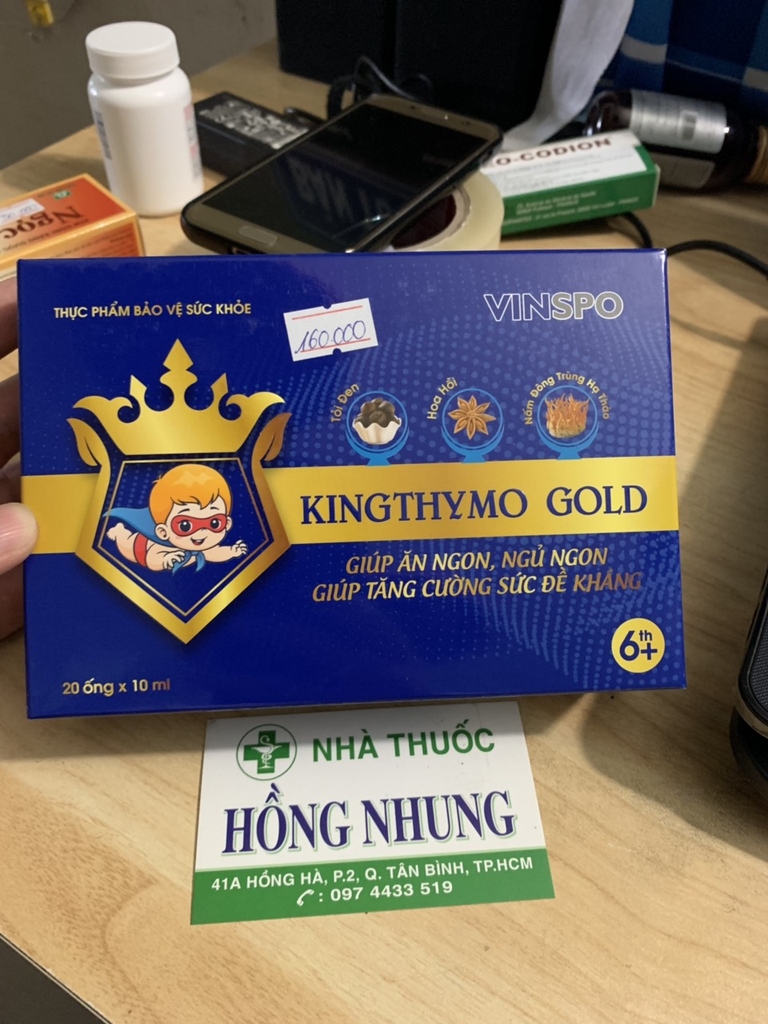 O-CODION
NGỌC
THỰC PHẨM BẢO VỆ SỨC KHỎE
160.000
VINSPO
Tỏi Đen
Hoa Hồi
Nấm Đông Trùng Hạ Thảo
KINGTHYMO GOLD
GIÚP ĂN NGON, NGỦ NGON
GIÚP TĂNG CƯỜNG SỨC ĐỀ KHÁNG
6th+
20 ống x 10 ml
NHÀ THUỐC
HỒNG NHUNG
41A HỒNG HÀ, P.2, Q. TÂN BÌNH, TP.HCM
: 097 4433 519